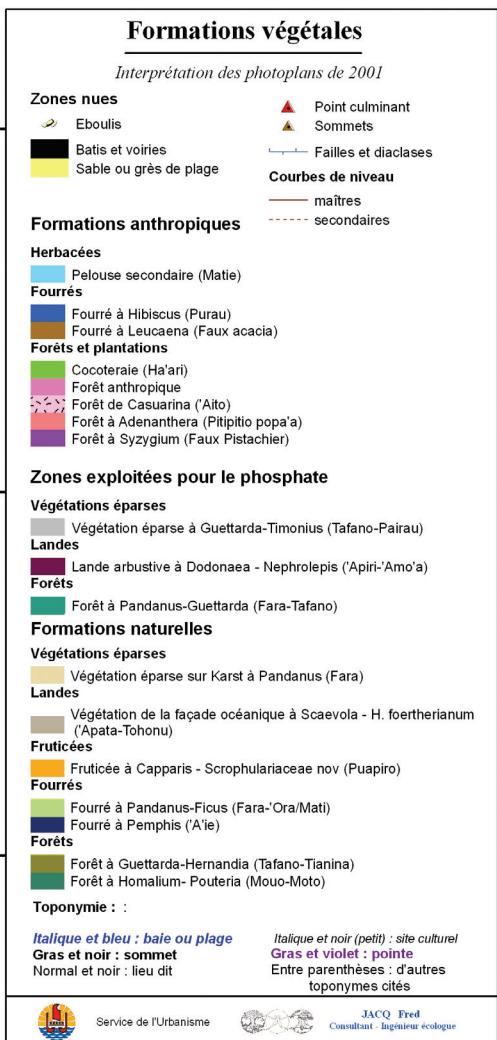 Formations végétales
Interprétation des photoplans de 2001
Zones nues
Eboulis
Batis et voiries
Sable ou grès de plage
Point culminant
Sommets
Failles et diaclases
Courbes de niveau
maîtres
secondaires
Formations anthropiques
Herbacées
Pelouse secondaire (Matie)
Fourrés
Fourré à Hibiscus (Purau)
Fourré à Leucaena (Faux acacia)
Forêts et plantations
Cocoteraie (Ha'ari)
Forêt anthropique
Forêt de Casuarina ('Aito)
Forêt à Adenanthera (Pitipitio popa'a)
Forêt à Syzygium (Faux Pistachier)
Zones exploitées pour le phosphate
Végétations éparses
Végétation éparse à Guettarda-Timonius (Tafano-Pairau)
Landes
Lande arbustive à Dodonaea - Nephrolepis ('Apiri-'Amo'a)
Forêts
Forêt à Pandanus-Guettarda (Fara-Tafano)
Formations naturelles
Végétations éparses
Végétation éparse sur Karst à Pandanus (Fara)
Landes
Végétation de la façade océanique à Scaevola - H. foertherianum
('Apata-Tohonu)
Fruticées
Fruticée à Capparis - Scrophulariaceae nov (Puapiro)
Fourrés
Fourré à Pandanus-Ficus (Fara-'Ora/Mati)
Fourré à Pemphis ('A'ie)
Forêts
Forêt à Guettarda-Hernandia (Tafano-Tianina)
Forêt à Homalium- Pouteria (Mouo-Moto)
Toponymie : :
Italique et bleu : baie ou plage
Gras et noir : sommet
Normal et noir : lieu dit
Italique et noir (petit) : site culturel
Gras et violet : pointe
Entre parenthèses : d'autres
toponymes cités
Service de l'Urbanisme
JACQ Fred
Consultant - Ingénieur écologue